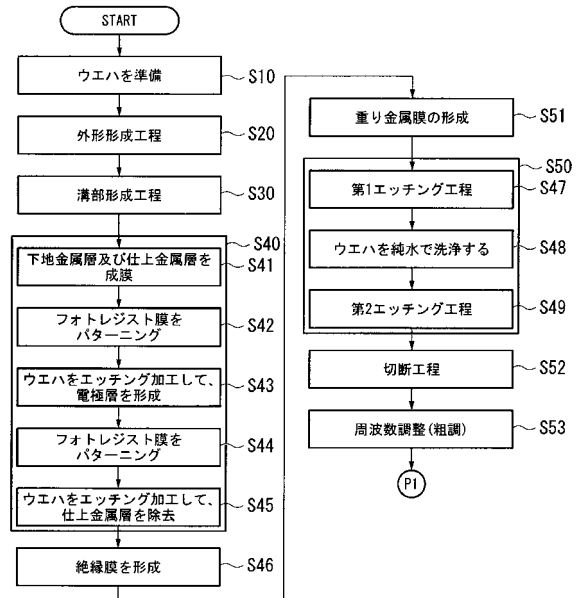 START
ウエハを準備
S10
外形形成工程
S20
溝部形成工程
S30
S40
下地金属層及び仕上金属層を
成膜
S41
フォトレジスト膜を
パターニング
S42
ウエハをエッチング加工して、
電極層を形成
S43
フォトレジスト膜を
パターニング
S44
ウエハをエッチング加工して、
仕上金属層を除去
S45
絶縁膜を形成
S46
重り金属膜の形成
S51
S50
第1エッチング工程
S47
ウエハを純水で洗浄する
S48
第2エッチング工程
S49
切断工程
S52
周波数調整(粗調)
S53
P1